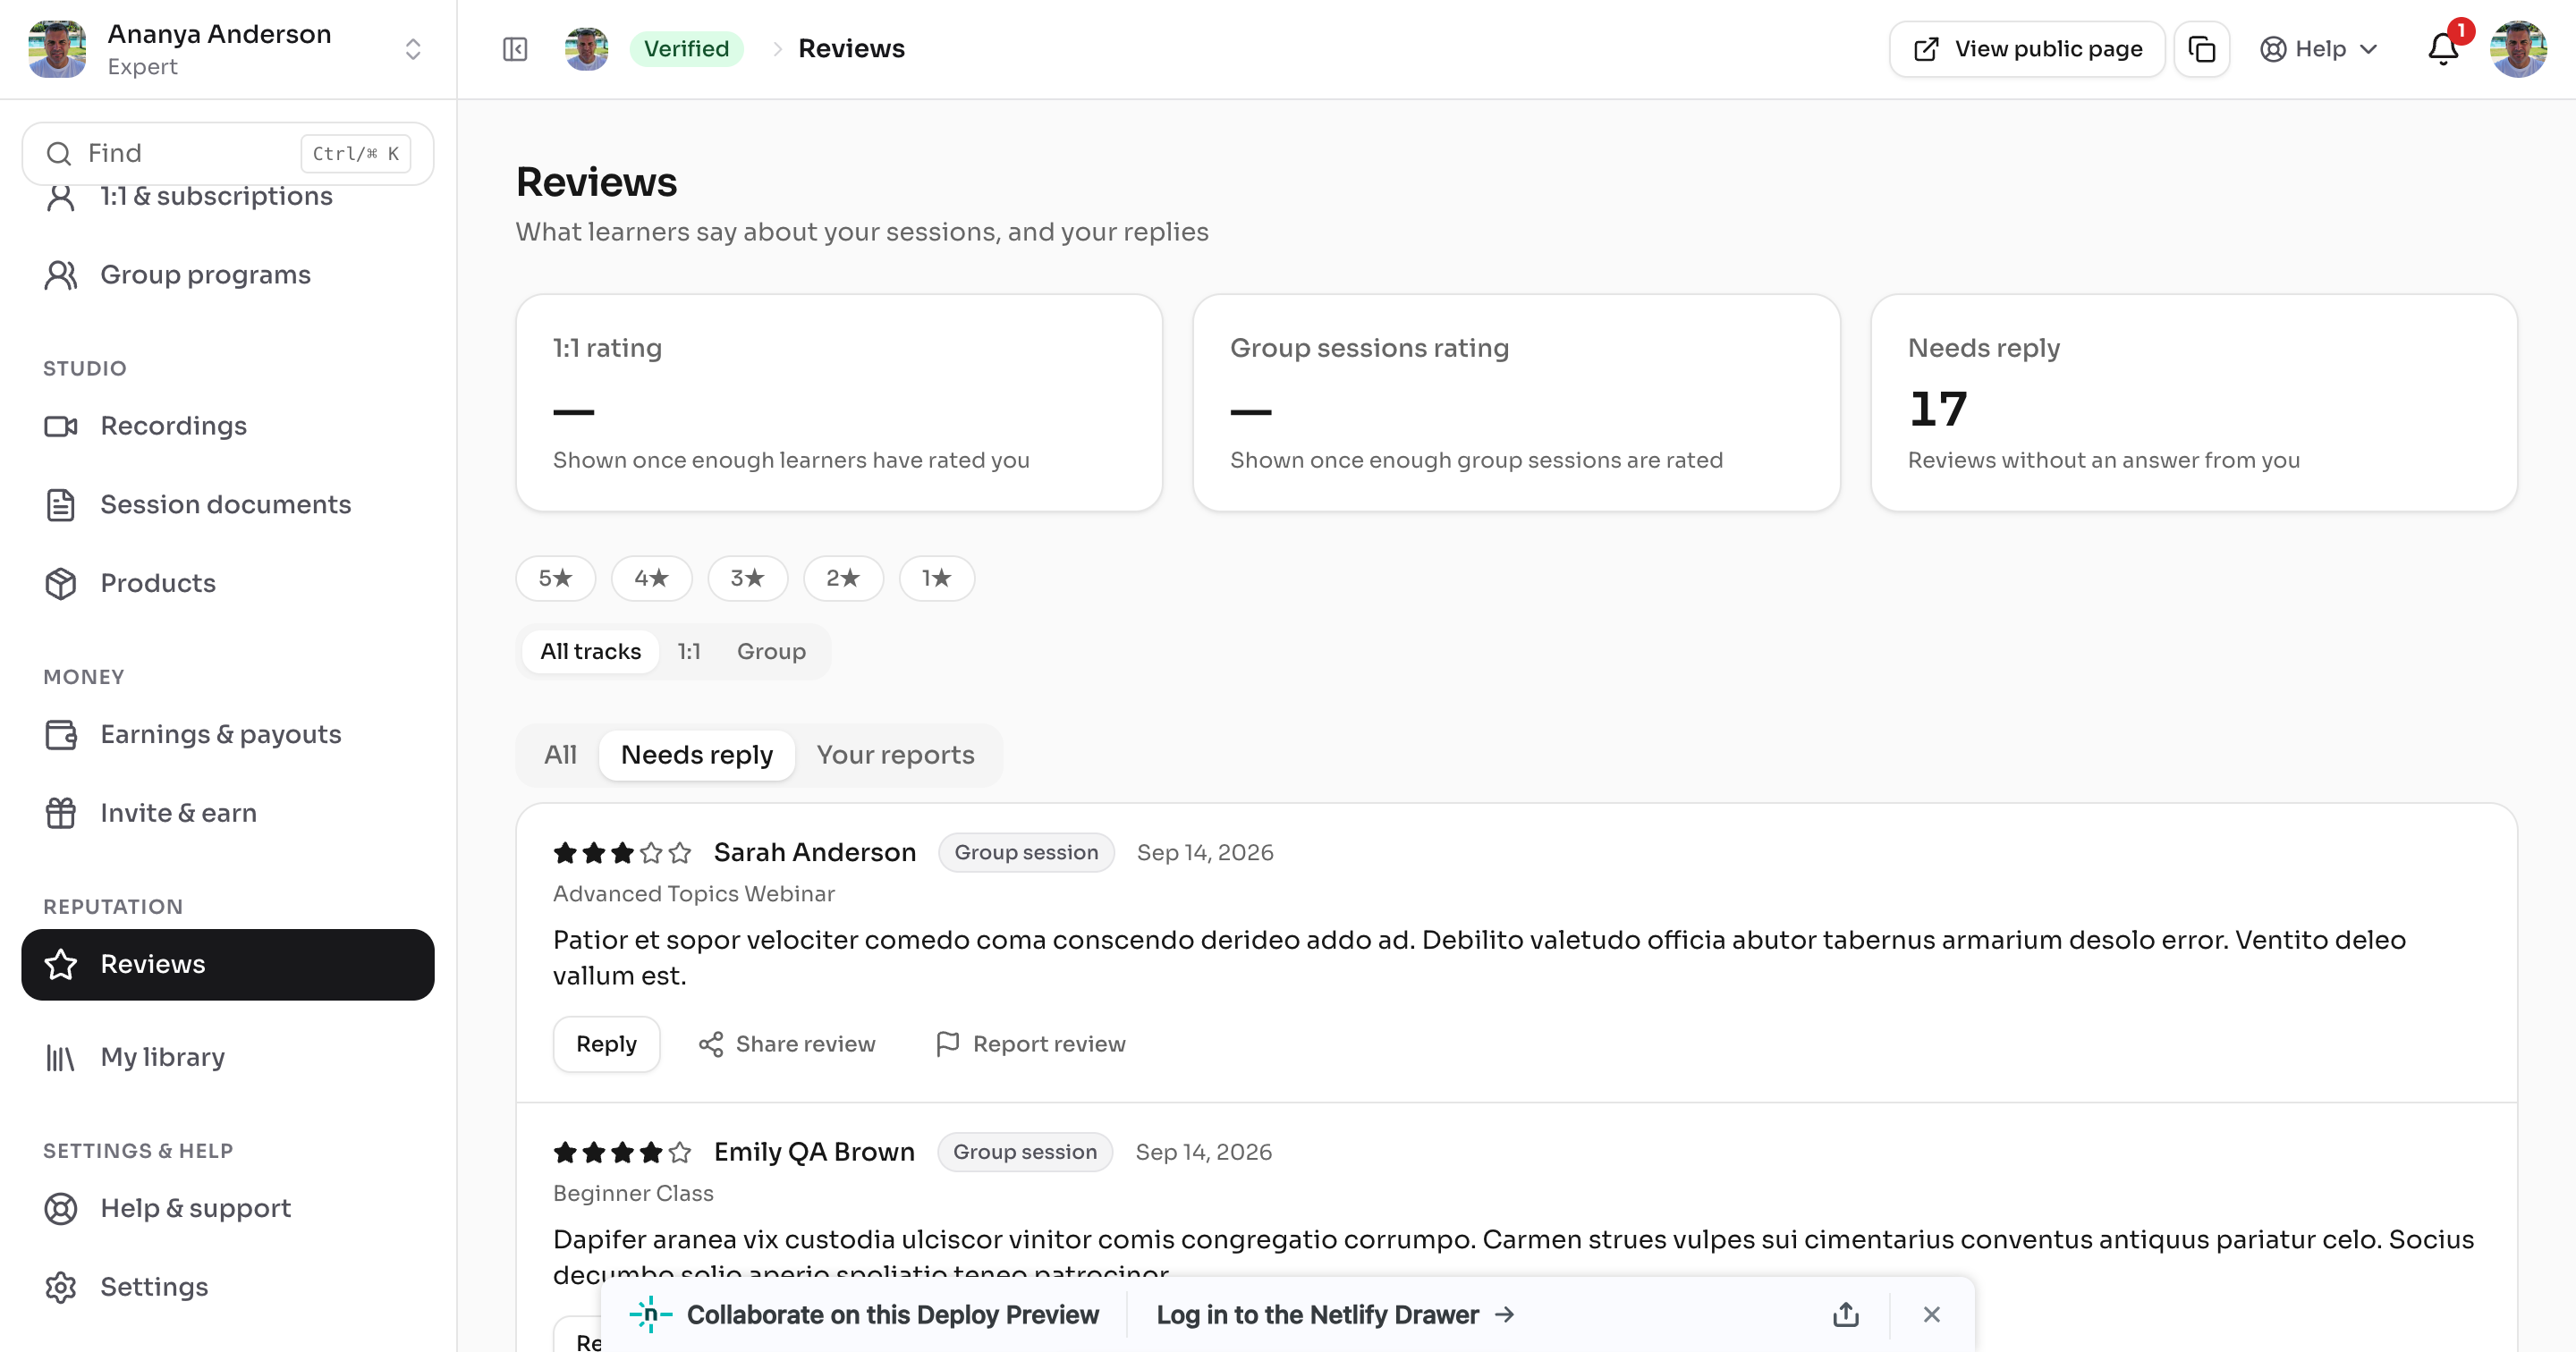 Ananya Anderson
Expert
Verified
Reviews
View public page
Help
1
Find
Ctrl/⌘ K
1:1 & subscriptions
Group programs
STUDIO
Recordings
Session documents
Products
MONEY
Earnings & payouts
Invite & earn
REPUTATION
Reviews
My library
SETTINGS & HELP
Help & support
Settings
Reviews
What learners say about your sessions, and your replies
1:1 rating
—
Shown once enough learners have rated you
Group sessions rating
—
Shown once enough group sessions are rated
Needs reply
17
Reviews without an answer from you
5★ 4★ 3★ 2★ 1★
All tracks 1:1 Group
All Needs reply Your reports
Sarah Anderson Group session Sep 14, 2026
Advanced Topics Webinar
Patior et sopor velociter comedo coma conscendo derideo addo ad. Debilito valetudo officia abutor tabernus armarium desolo error. Ventito deleo
vallum est.
Reply Share review Report review
Emily QA Brown Group session Sep 14, 2026
Beginner Class
Dapifer aranea vix custodia ulciscor vinitor comis congregatio corrumpo. Carmen strues vulpes sui cimentarius conventus antiquus pariatur celo. Socius
decumbo solio aperio spoliatio teneo patrocinor.
Re
Collaborate on this Deploy Preview
Log in to the Netlify Drawer →